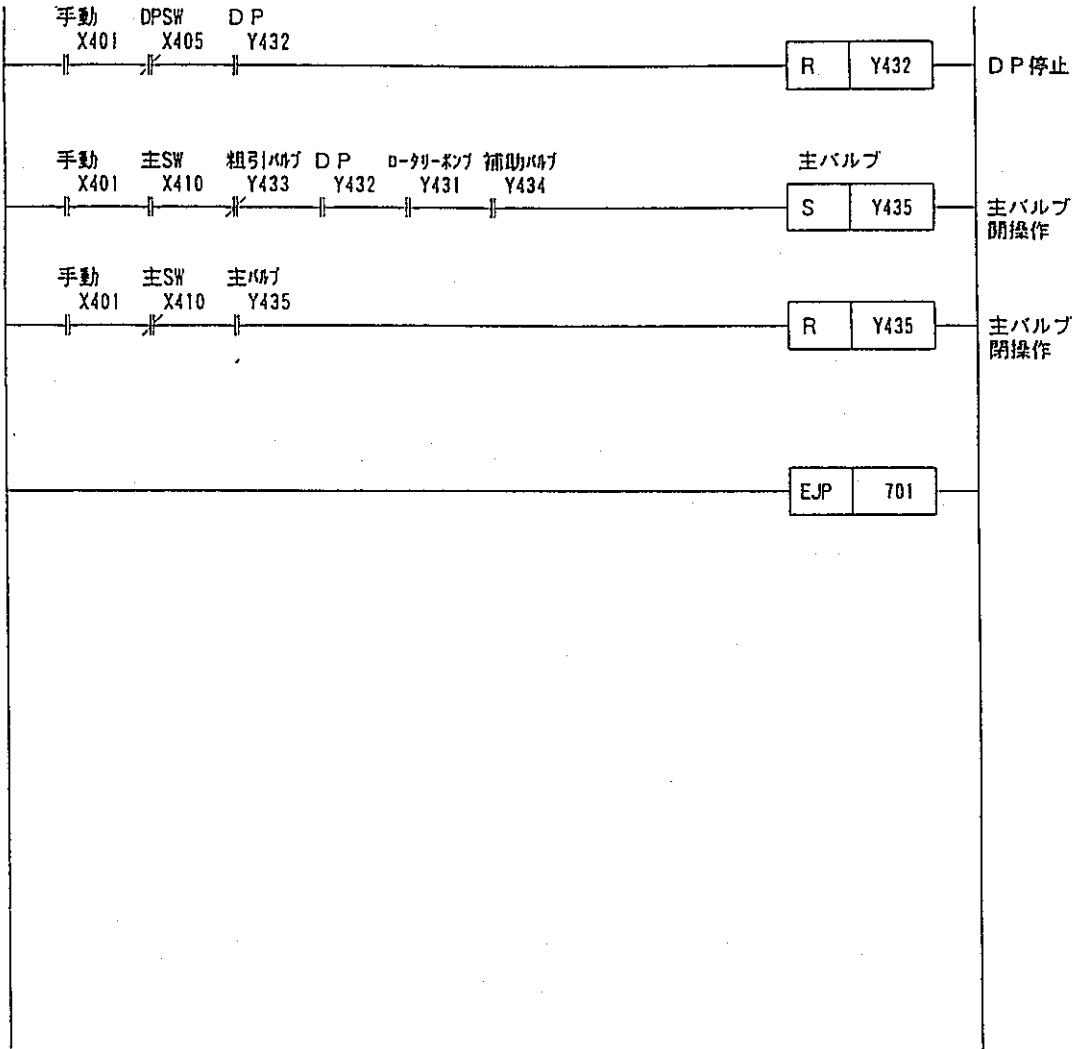 手動 DPSW DP
X401 X405 Y432
R Y432 DP停止
手動 主SW 粗引バルブ DP ロータリーポンプ 補助バルブ 主バルブ
X401 X410 Y433 Y432 Y431 Y434
S Y435 主バルブ
開操作
手動 主SW 主バルブ
X401 X410 Y435
R Y435 主バルブ
閉操作
EJP 701